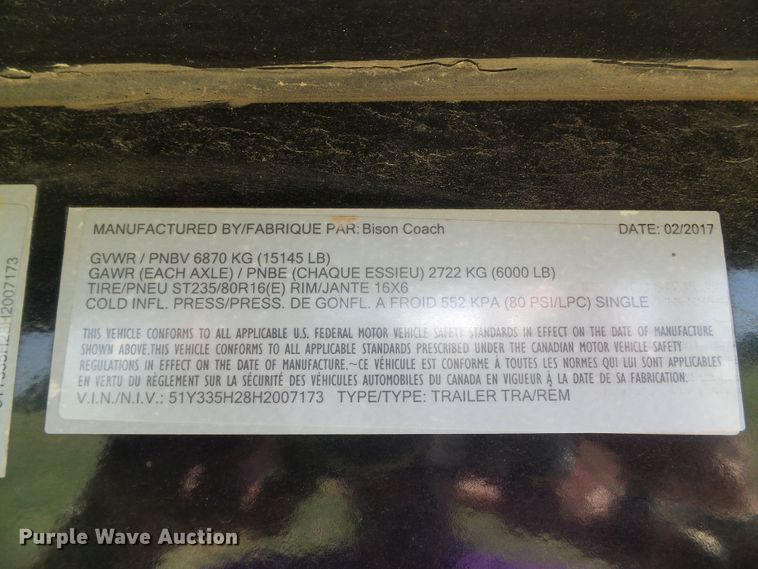 MANUFACTURED BY/FABRIQUE PAR: Bison Coach DATE: 02/2017
GVWR / PNBV 6870 KG (15145 LB)
GAWR (EACH AXLE) / PNBE (CHAQUE ESSIEU) 2722 KG (6000 LB)
TIRE/PNEU ST235/80R16(E) RIM/JANTE 16X6
COLD INFL. PRESS/PRESS. DE GONFL. A FROID 552 KPA (80 PSI/LPC) SINGLE
THIS VEHICLE CONFORMS TO ALL APPLICABLE U.S. FEDERAL MOTOR VEHICLE SAFETY STANDARDS IN EFFECT ON THE DATE OF MANUFACTURE
SHOWN ABOVE.THIS VEHICLE CONFORMS TO ALL APPLICABLE STANDARDS PRESCRIBED UNDER THE CANADIAN MOTOR VEHICLE SAFETY
REGULATIONS IN EFFECT ON THE DATE OF MANUFACTURE.~CE VÉHICULE EST CONFORME Á TOUTES LES NORMES QUI LUI SONT APPLICABLES
EN VERTU DU RÈGLEMENT SUR LA SÉCURITÉ DES VÉHICULES AUTOMOBILES DU CANADA EN VIGUEUR Á LA DATE DE SA FABRICATION.
V.I.N./N.I.V.: 51Y335H28H2007173 TYPE/TYPE: TRAILER TRA/REM
51Y335H28H2007173
Purple Wave Auction